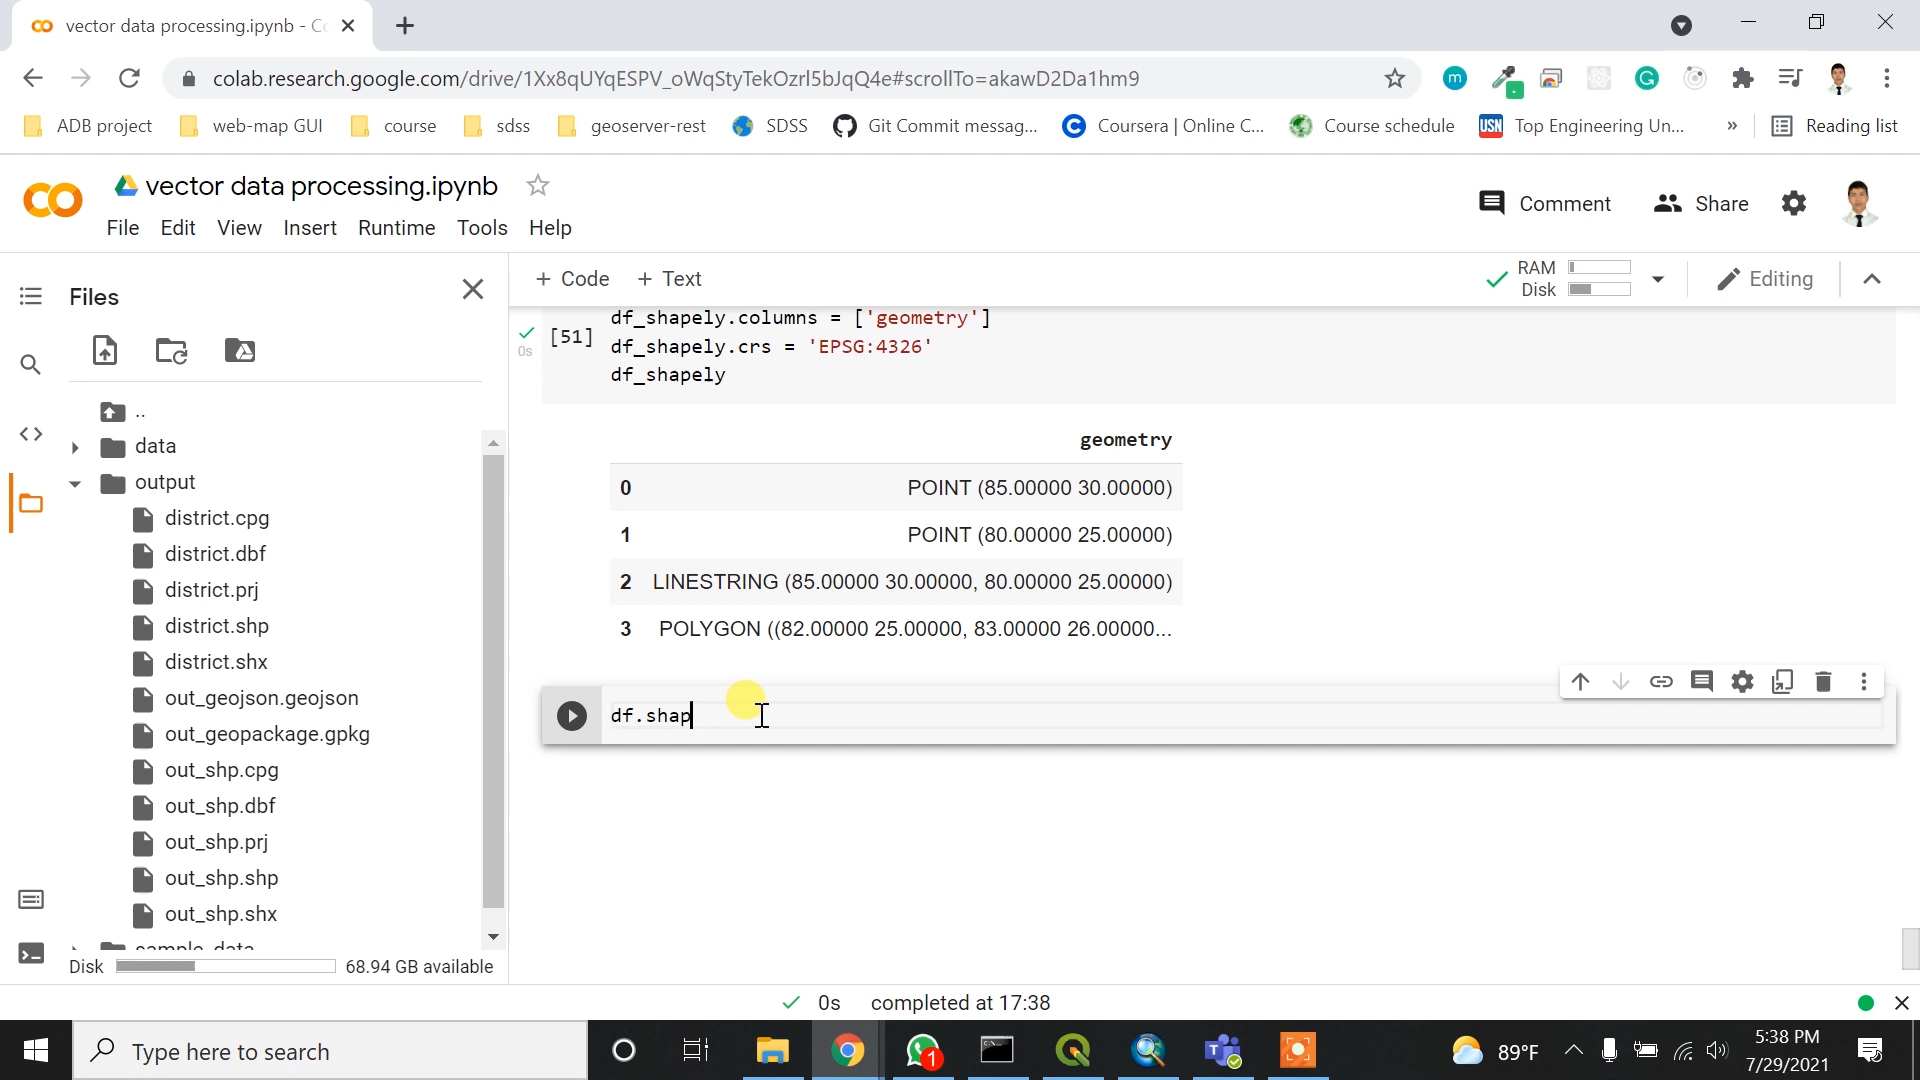 vector data processing.ipynb - Co
colab.research.google.com/drive/1Xx8qUYqESPV_oWqStyTekOzrl5bJqQ4e#scrollTo=akawD2Da1hm9
m
ADB project
web-map GUI
course
sdss
geoserver-rest
SDSS
Git Commit messag...
Coursera | Online C...
Course schedule
USN
Top Engineering Un...
»
Reading list
vector data processing.ipynb
File Edit View Insert Runtime Tools Help
Comment
Share
Files
+ Code + Text
RAM
Disk
Editing
..
data
output
district.cpg
district.dbf
district.prj
district.shp
district.shx
out_geojson.geojson
out_geopackage.gpkg
out_shp.cpg
out_shp.dbf
out_shp.prj
out_shp.shp
out_shp.shx
sample_data
Disk 68.94 GB available
0s
[51]
df_shapely.columns = ['geometry']
df_shapely.crs = 'EPSG:4326'
df_shapely
geometry
0 POINT (85.00000 30.00000)
1 POINT (80.00000 25.00000)
2 LINESTRING (85.00000 30.00000, 80.00000 25.00000)
3 POLYGON ((82.00000 25.00000, 83.00000 26.00000...
df.shap
0s completed at 17:38
Type here to search
1
89°F
5:38 PM
7/29/2021